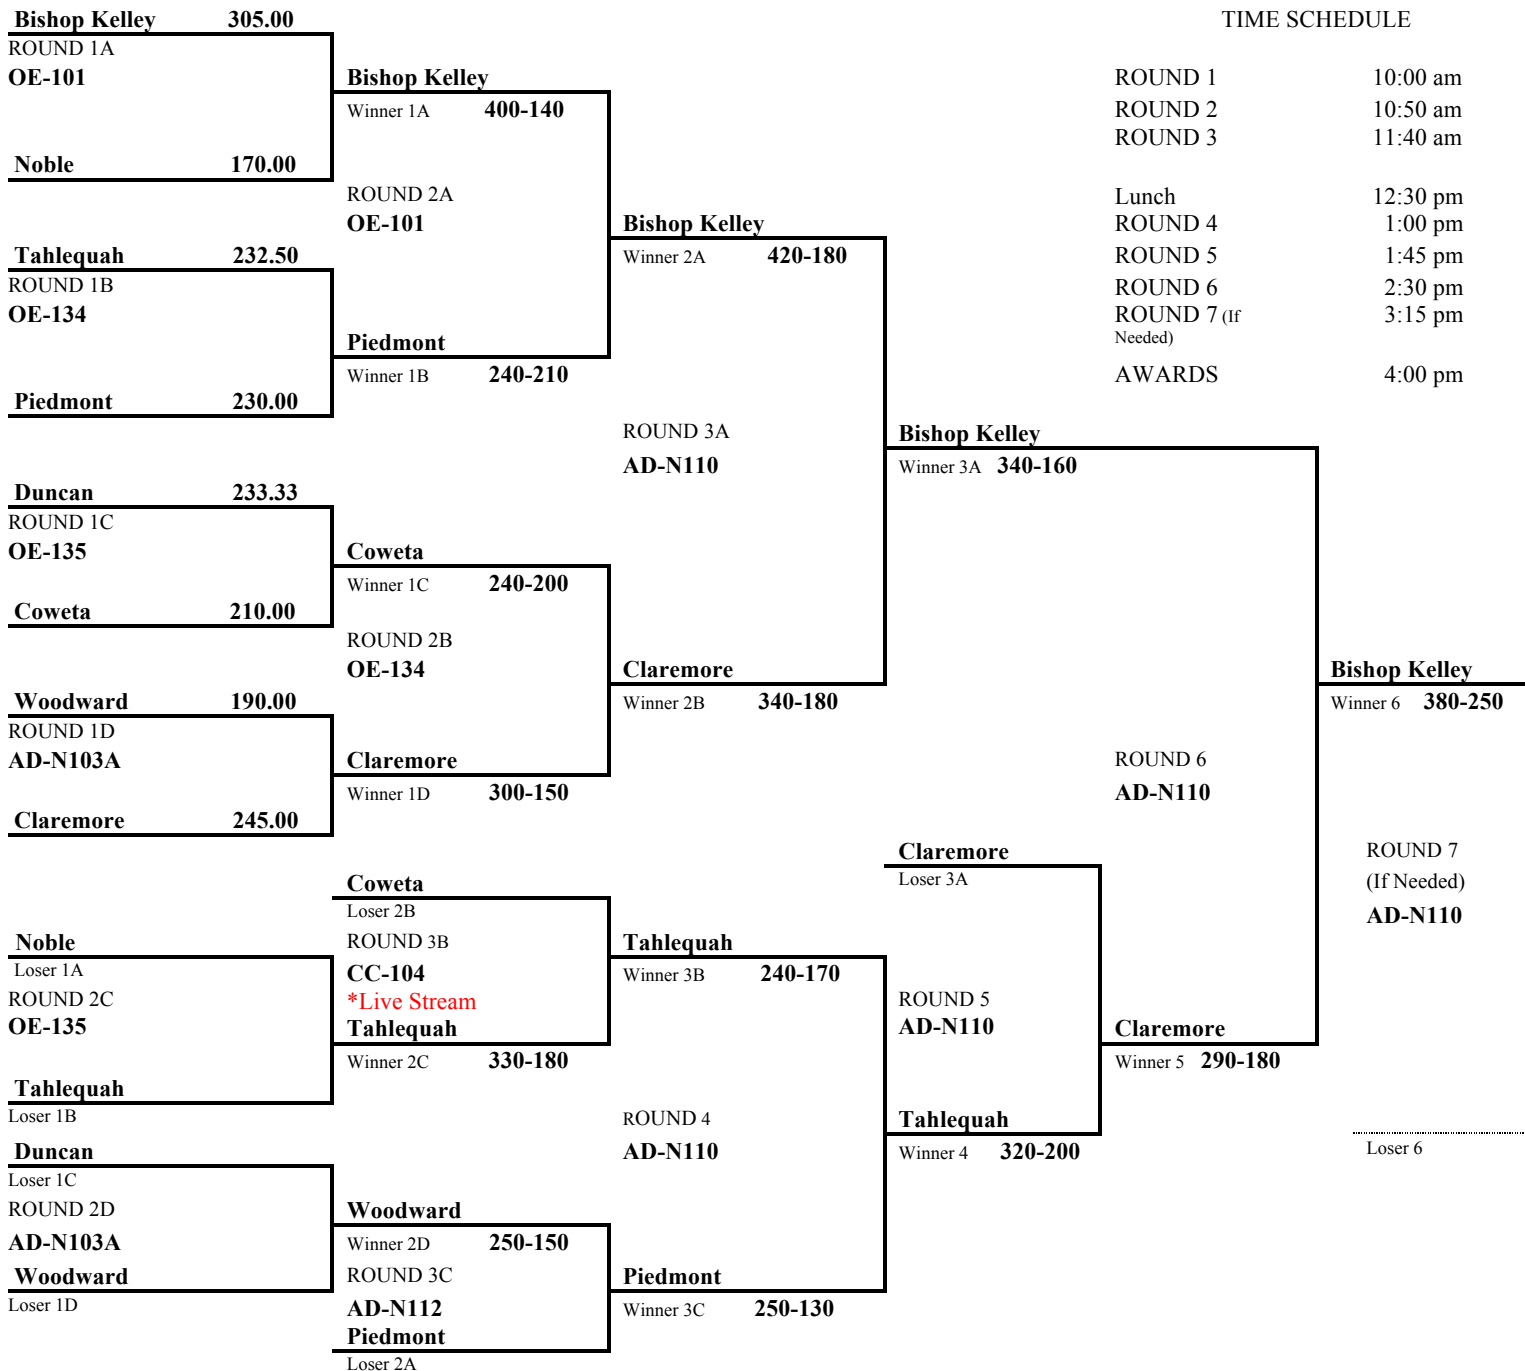 Bishop Kelley 305.00
TIME SCHEDULE
ROUND 1A
OE-101
Bishop Kelley
ROUND 1 10:00 am
Winner 1A 400-140
ROUND 2 10:50 am
ROUND 3 11:40 am
Noble 170.00
ROUND 2A
Lunch 12:30 pm
OE-101
Bishop Kelley
ROUND 4 1:00 pm
Tahlequah 232.50
Winner 2A 420-180
ROUND 5 1:45 pm
ROUND 1B
ROUND 6 2:30 pm
OE-134
ROUND 7 (If
Needed) 3:15 pm
Piedmont
Winner 1B 240-210
AWARDS 4:00 pm
Piedmont 230.00
ROUND 3A
Bishop Kelley
AD-N110
Winner 3A 340-160
Duncan 233.33
ROUND 1C
OE-135
Coweta
Winner 1C 240-200
Coweta 210.00
ROUND 2B
OE-134
Claremore
Bishop Kelley
Woodward 190.00
Winner 2B 340-180
Winner 6 380-250
ROUND 1D
AD-N103A
Claremore
ROUND 6
Winner 1D 300-150
AD-N110
Claremore 245.00
Claremore
ROUND 7
Loser 3A
(If Needed)
Coweta
Loser 2B
AD-N110
Noble
ROUND 3B
Tahlequah
Loser 1A
CC-104
Winner 3B 240-170
ROUND 2C
*Live Stream
ROUND 5
OE-135
Tahlequah
AD-N110
Claremore
Winner 2C 330-180
Winner 5 290-180
Tahlequah
Loser 1B
ROUND 4
Tahlequah
Duncan
AD-N110
Winner 4 320-200
Loser 6
Loser 1C
ROUND 2D
Woodward
AD-N103A
Winner 2D 250-150
Woodward
ROUND 3C
Piedmont
Loser 1D
AD-N112
Winner 3C 250-130
Piedmont
Loser 2A